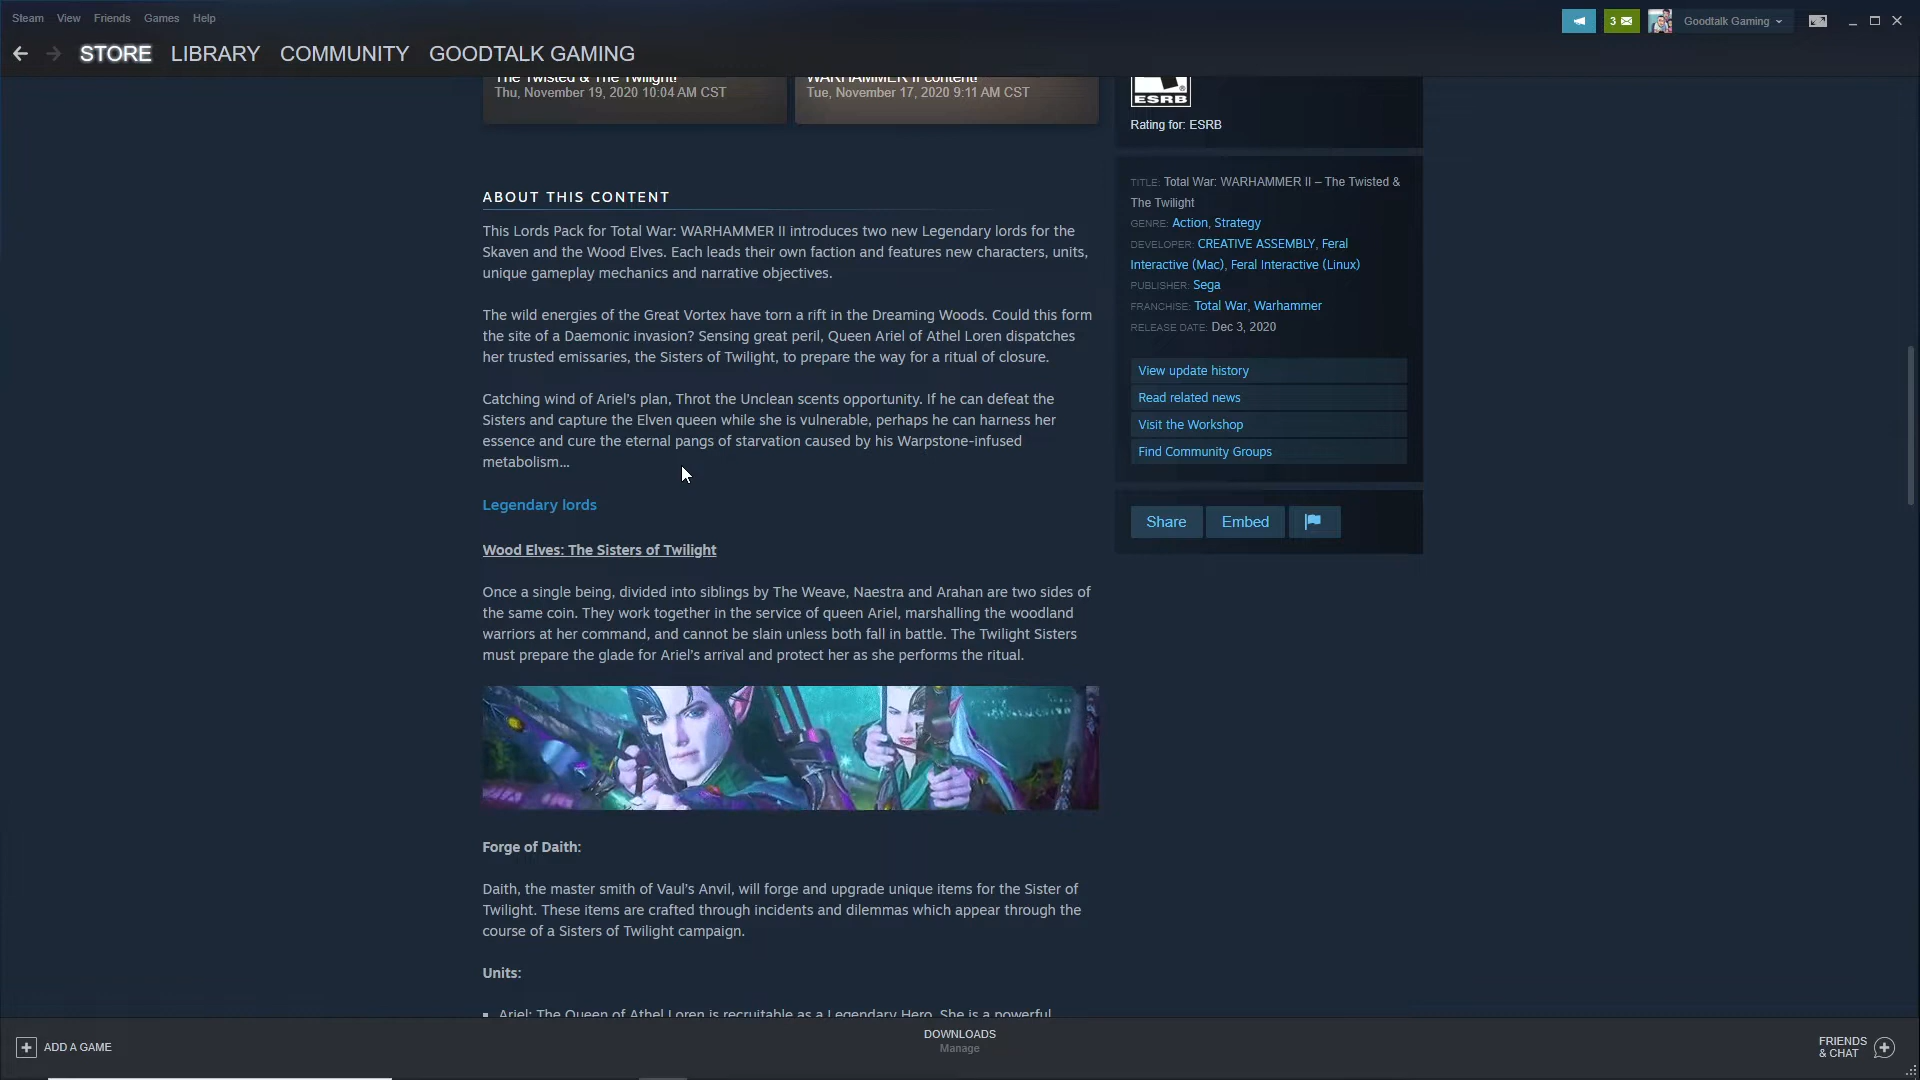 Steam View Friends Games Help
3
Goodtalk Gaming
STORE LIBRARY COMMUNITY GOODTALK GAMING
The Twisted & The Twilight!
Thu, November 19, 2020 10:04 AM CST
WARHAMMER II content!
Tue, November 17, 2020 9:11 AM CST
ESRB
Rating for: ESRB
ABOUT THIS CONTENT
This Lords Pack for Total War: WARHAMMER II introduces two new Legendary lords for the
Skaven and the Wood Elves. Each leads their own faction and features new characters, units,
unique gameplay mechanics and narrative objectives.
The wild energies of the Great Vortex have torn a rift in the Dreaming Woods. Could this form
the site of a Daemonic invasion? Sensing great peril, Queen Ariel of Athel Loren dispatches
her trusted emissaries, the Sisters of Twilight, to prepare the way for a ritual of closure.
Catching wind of Ariel's plan, Throt the Unclean scents opportunity. If he can defeat the
Sisters and capture the Elven queen while she is vulnerable, perhaps he can harness her
essence and cure the eternal pangs of starvation caused by his Warpstone-infused
metabolism...
Legendary lords
Wood Elves: The Sisters of Twilight
Once a single being, divided into siblings by The Weave, Naestra and Arahan are two sides of
the same coin. They work together in the service of queen Ariel, marshalling the woodland
warriors at her command, and cannot be slain unless both fall in battle. The Twilight Sisters
must prepare the glade for Ariel's arrival and protect her as she performs the ritual.
Forge of Daith:
Daith, the master smith of Vaul's Anvil, will forge and upgrade unique items for the Sister of
Twilight. These items are crafted through incidents and dilemmas which appear through the
course of a Sisters of Twilight campaign.
Units:
Ariel: The Queen of Athel Loren is recruitable as a Legendary Hero. She is a powerful
TITLE: Total War: WARHAMMER II – The Twisted &
The Twilight
GENRE: Action, Strategy
DEVELOPER: CREATIVE ASSEMBLY, Feral
Interactive (Mac), Feral Interactive (Linux)
PUBLISHER: Sega
FRANCHISE: Total War, Warhammer
RELEASE DATE: Dec 3, 2020
View update history
Read related news
Visit the Workshop
Find Community Groups
Share Embed
ADD A GAME
DOWNLOADS
Manage
FRIENDS
& CHAT